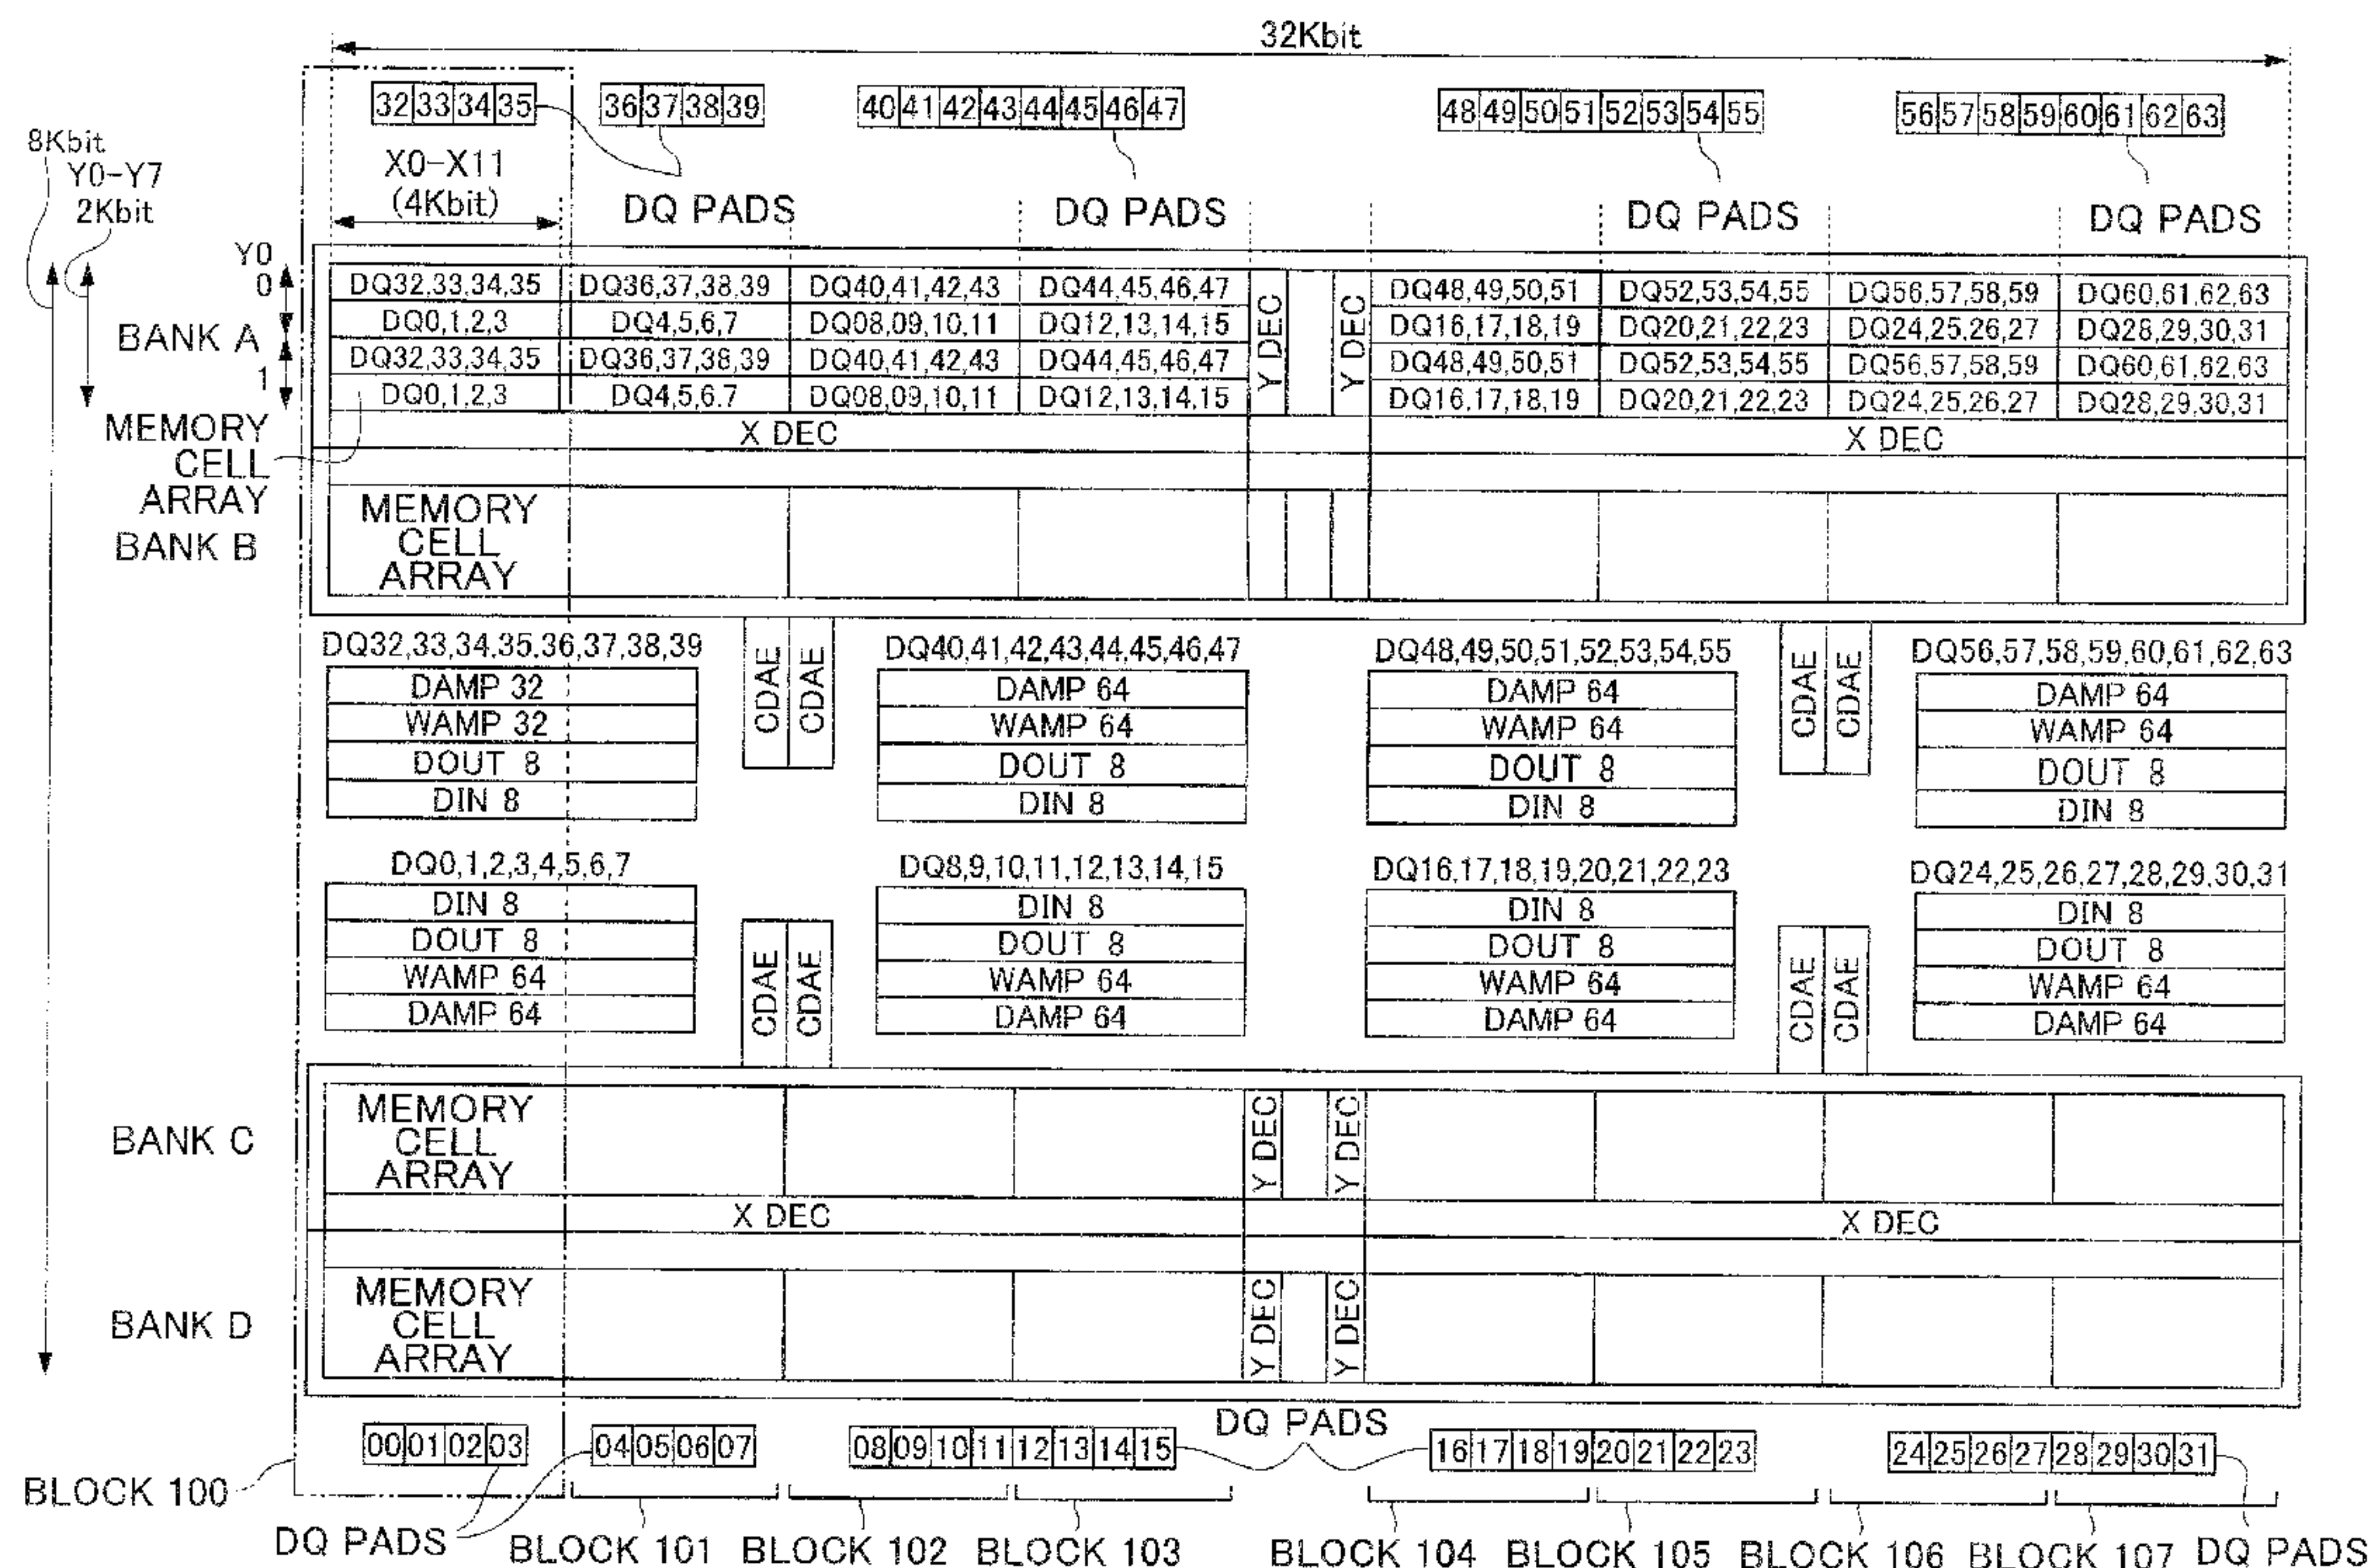 32Kbit
32 33 34 35
36 37 38 39
40 41 42 43 44 45 46 47
48 49 50 51 52 53 54 55
56 57 58 59 60 61 62 63
8Kbit
Y0-Y7
2Kbit
X0-X11
(4Kbit)
DQ PADS
DQ PADS
DQ PADS
DQ PADS
Y0
0
1
BANK A
DQ32,33,34,35 DQ36,37,38,39 DQ40,41,42,43 DQ44,45,46,47
DQ0,1,2,3 DQ4,5,6,7 DQ08,09,10,11 DQ12,13,14,15
DQ32,33,34,35 DQ36,37,38,39 DQ40,41,42,43 DQ44,45,46,47
DQ0,1,2,3 DQ4,5,6.7 DQ08,09,10,11 DQ12,13,14,15
Y DEC
Y DEC
DQ48,49,50,51 DQ52,53,54,55 DQ56,57,58,59 DQ60,61,62,63
DQ16,17,18,19 DQ20,21,22,23 DQ24,25,26,27 DQ28,29,30,31
DQ48,49,50,51 DQ52,53,54,55 DQ56,57,58,59 DQ60,61,62,63
DQ16,17,18,19 DQ20,21,22,23 DQ24,25,26,27 DQ28,29,30,31
X DEC
X DEC
MEMORY
CELL
ARRAY
BANK B
MEMORY
CELL
ARRAY
DQ32,33,34,35,36,37,38,39
DAMP 32
WAMP 32
DOUT 8
DIN 8
CDAE
CDAE
DQ40,41,42,43,44,45,46,47
DAMP 64
WAMP 64
DOUT 8
DIN 8
DQ48,49,50,51,52,53,54,55
DAMP 64
WAMP 64
DOUT 8
DIN 8
CDAE
CDAE
DQ56,57,58,59,60,61,62,63
DAMP 64
WAMP 64
DOUT 8
DIN 8
DQ0,1,2,3,4,5,6,7
DIN 8
DOUT 8
WAMP 64
DAMP 64
CDAE
CDAE
DQ8,9,10,11,12,13,14,15
DIN 8
DOUT 8
WAMP 64
DAMP 64
DQ16,17,18,19,20,21,22,23
DIN 8
DOUT 8
WAMP 64
DAMP 64
CDAE
CDAE
DQ24,25,26,27,28,29,30,31
DIN 8
DOUT 8
WAMP 64
DAMP 64
BANK C
MEMORY
CELL
ARRAY
Y DEC
Y DEC
X DEC
X DEC
BANK D
MEMORY
CELL
ARRAY
Y DEC
Y DEC
00 01 02 03
04 05 06 07
08 09 10 11 12 13 14 15
DQ PADS
16 17 18 19 20 21 22 23
24 25 26 27 28 29 30 31
BLOCK 100
DQ PADS
BLOCK 101
BLOCK 102
BLOCK 103
BLOCK 104
BLOCK 105
BLOCK 106
BLOCK 107
DQ PADS